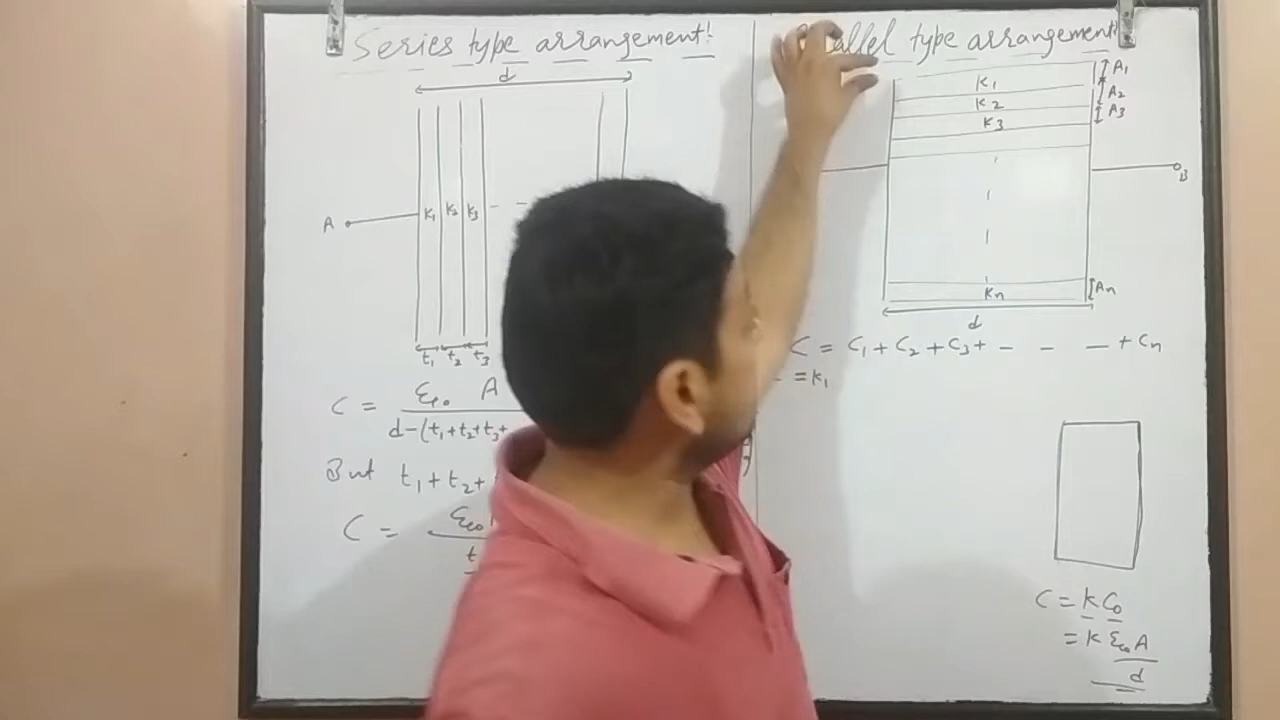 Series type arrangement!
d
A K1 K2 K3 - -
t1 t2 t3
C = ε0 A
d-(t1+t2+t3+
But t1+t2+
C = ε0
t
type arrangement!
K1 A1
K2 A2
K3 A3
B
Kn An
d
C = C1 + C2 + C3 + - - - + Cn
= K1
C = K C0
= K ε0 A
d